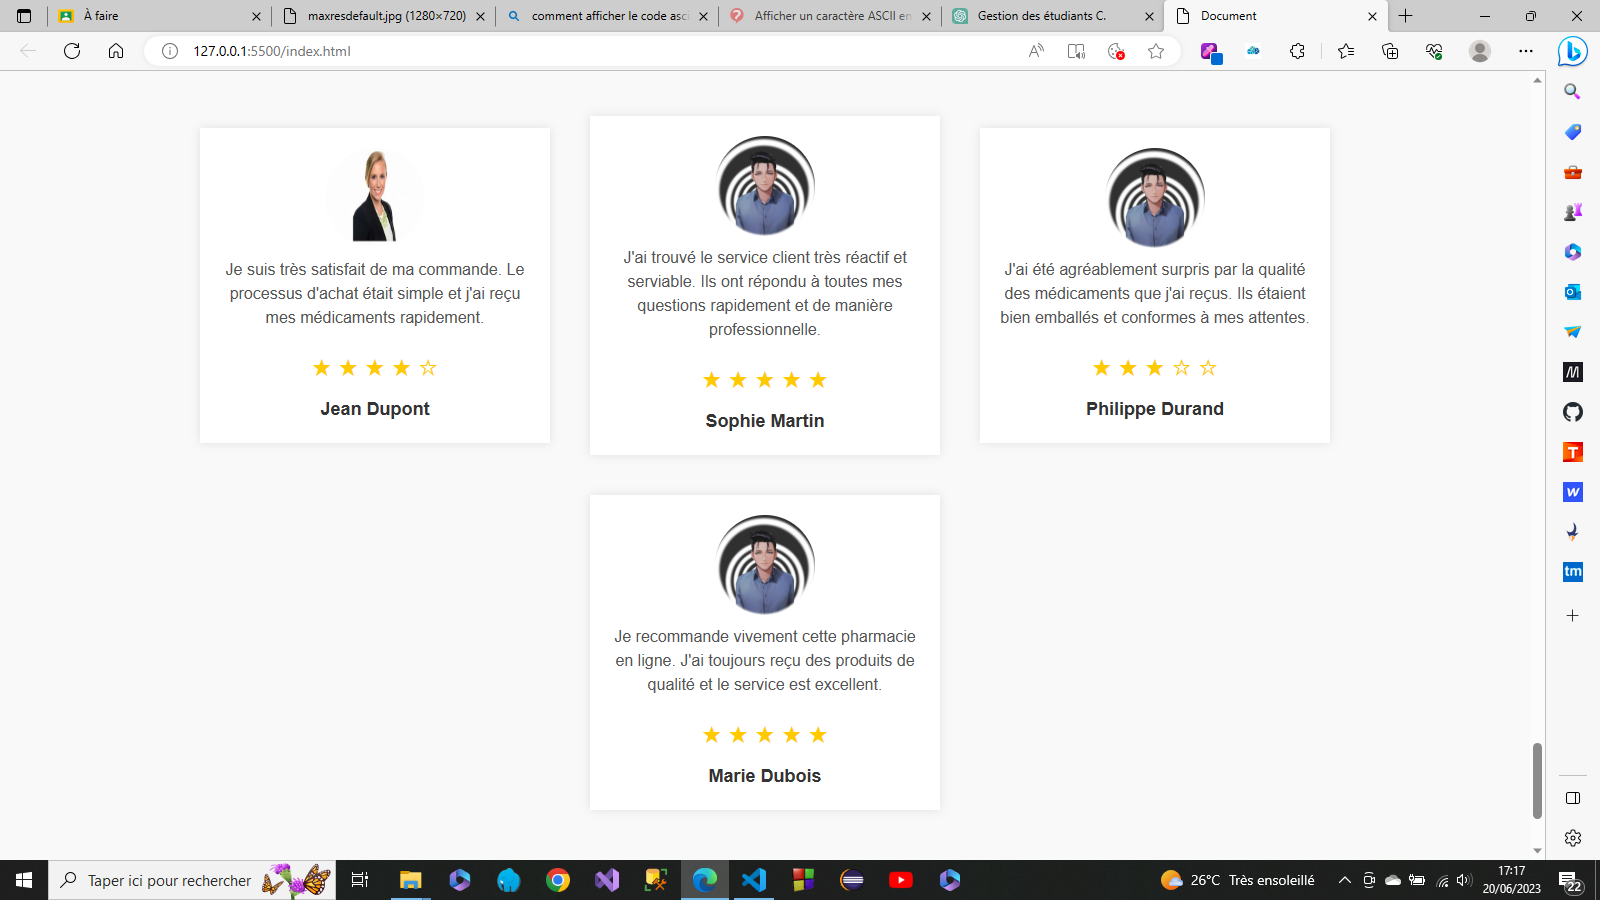 À faire
maxresdefault.jpg (1280×720)
comment afficher le code asci
Afficher un caractère ASCII en
Gestion des étudiants C.
Document
127.0.0.1:5500/index.html
Je suis très satisfait de ma commande. Le
processus d'achat était simple et j'ai reçu
mes médicaments rapidement.
★ ★ ★ ★ ☆
Jean Dupont
J'ai trouvé le service client très réactif et
serviable. Ils ont répondu à toutes mes
questions rapidement et de manière
professionnelle.
★ ★ ★ ★ ★
Sophie Martin
J'ai été agréablement surpris par la qualité
des médicaments que j'ai reçus. Ils étaient
bien emballés et conformes à mes attentes.
★ ★ ★ ☆ ☆
Philippe Durand
Je recommande vivement cette pharmacie
en ligne. J'ai toujours reçu des produits de
qualité et le service est excellent.
★ ★ ★ ★ ★
Marie Dubois
T
w
tm
Taper ici pour rechercher
26°C Très ensoleillé
17:17
20/06/2023
22